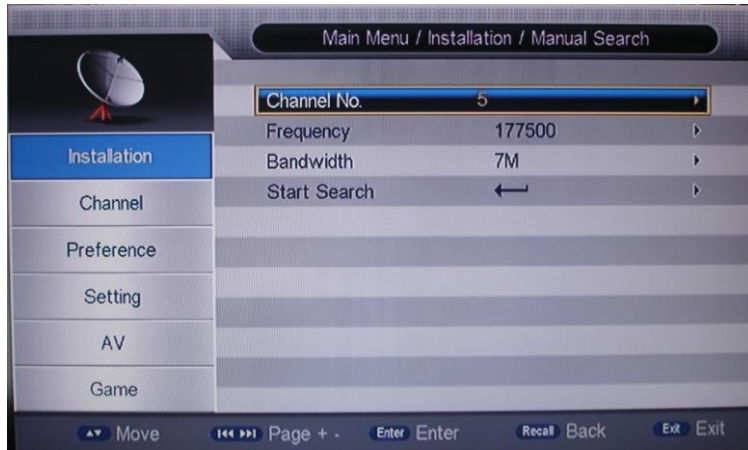 Main Menu / Installation / Manual Search
Channel No. 5
Frequency 177500
Bandwidth 7M
Start Search
Installation
Channel
Preference
Setting
AV
Game
Move Page + - Enter Enter Recall Back Exit Exit